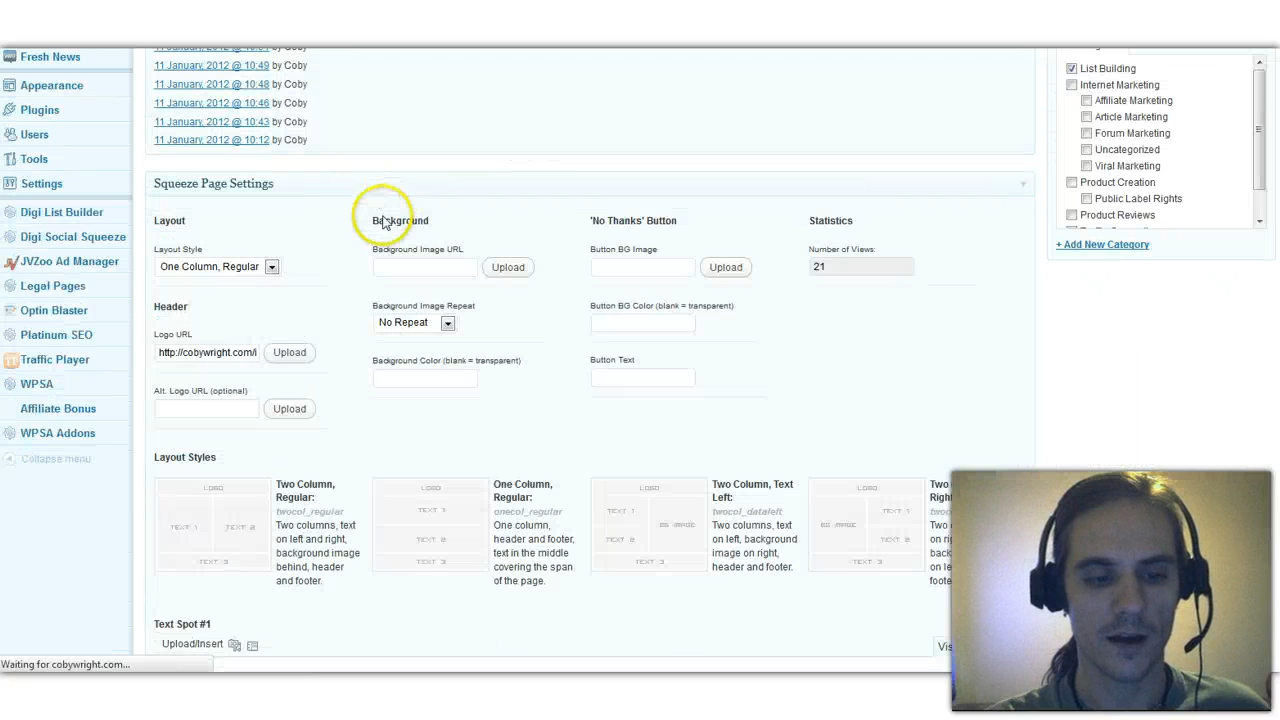 Fresh News
Appearance
Plugins
Users
Tools
Settings
Digi List Builder
Digi Social Squeeze
JVZoo Ad Manager
Legal Pages
Optin Blaster
Platinum SEO
Traffic Player
WPSA
Affiliate Bonus
WPSA Addons
Collapse menu
11 January, 2012 @ 10:49 by Coby
11 January, 2012 @ 10:48 by Coby
11 January, 2012 @ 10:46 by Coby
11 January, 2012 @ 10:43 by Coby
11 January, 2012 @ 10:12 by Coby
Squeeze Page Settings
Layout
Layout Style
One Column, Regular
Header
Logo URL
http://cobywright.com/i Upload
Alt. Logo URL (optional)
Upload
Background
Background Image URL
Upload
Background Image Repeat
No Repeat
Background Color (blank = transparent)
'No Thanks' Button
Button BG Image
Upload
Button BG Color (blank = transparent)
Button Text
Statistics
Number of Views:
21
Layout Styles
LOGO
TEXT 1 TEXT 2
TEXT 3
Two Column,
Regular:
twocol_regular
Two columns, text
on left and right,
background image
behind, header
and footer.
LOGO
TEXT 1
TEXT 2
TEXT 3
One Column,
Regular:
onecol_regular
One column,
header and footer,
text in the middle
covering the span
of the page.
LOGO
TEXT 1
BG IMAGE
TEXT 2
TEXT 3
Two Column, Text
Left:
twocol_dataleft
Two columns, text
on left, background
image on right,
header and footer.
LOGO
TEXT 1
BG IMAGE
TEXT 2
TEXT 3
Text Spot #1
Upload/Insert
List Building
Internet Marketing
Affiliate Marketing
Article Marketing
Forum Marketing
Uncategorized
Viral Marketing
Product Creation
Public Label Rights
Product Reviews
+ Add New Category
Waiting for cobywright.com...